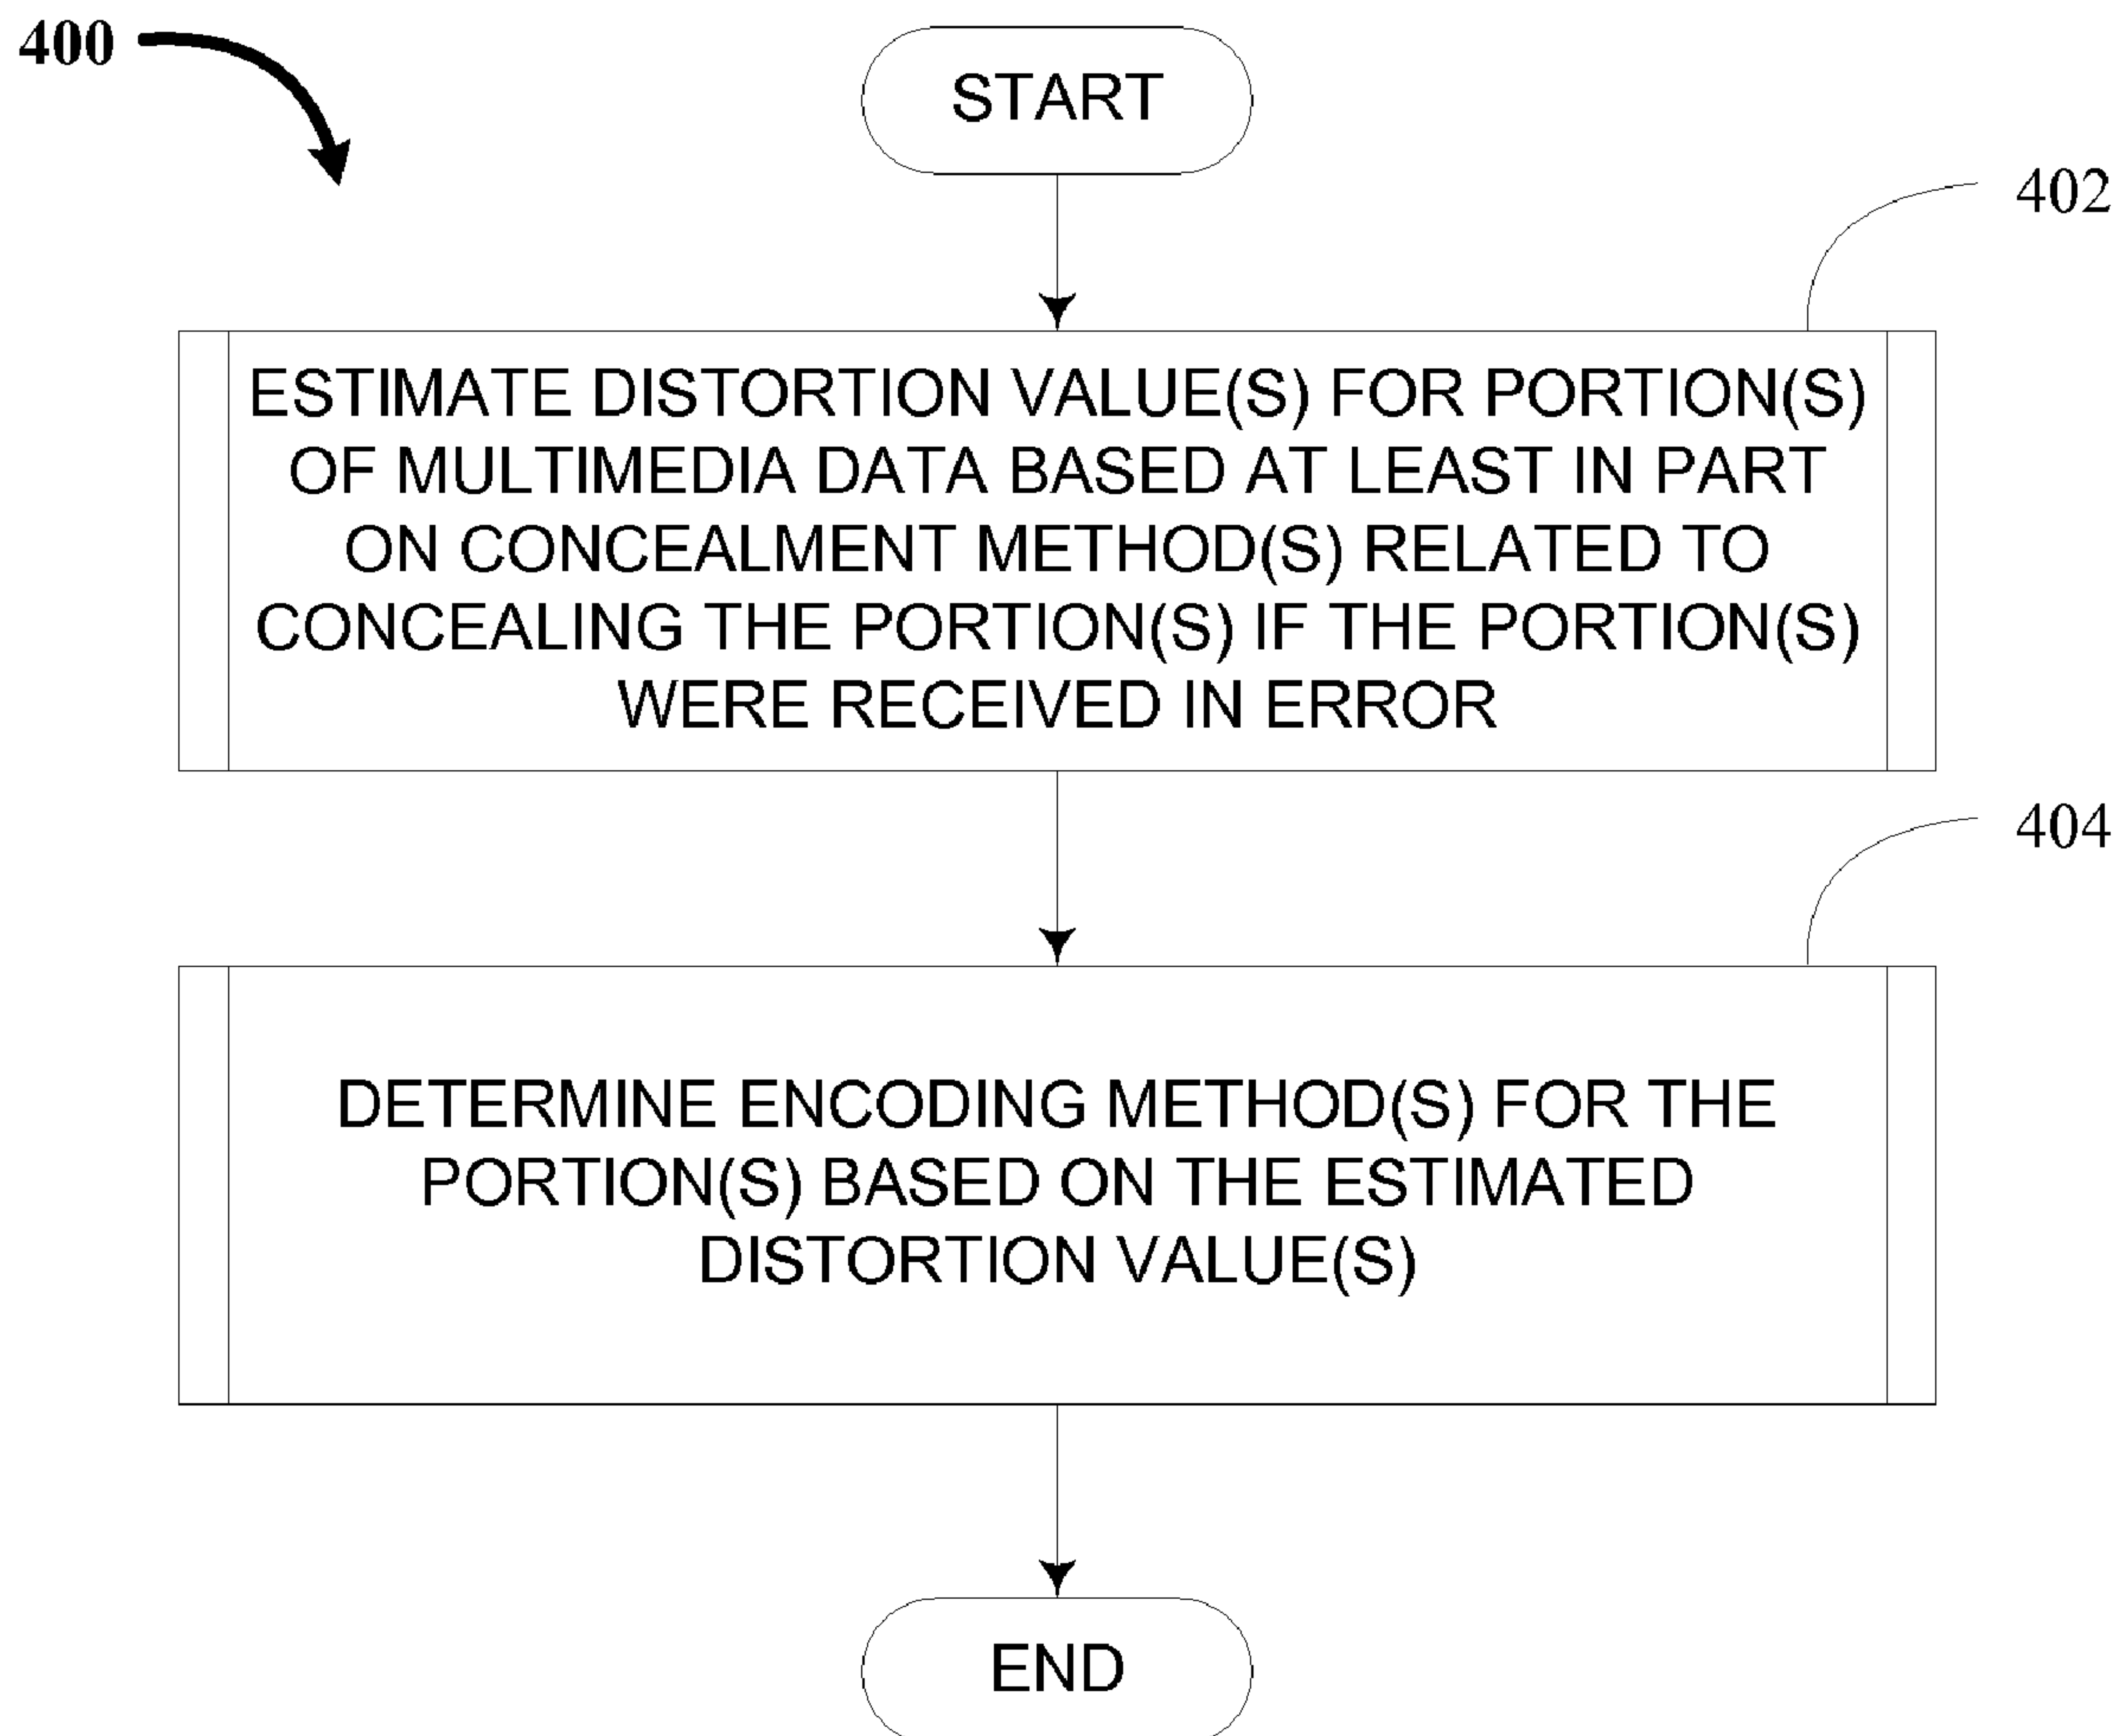 400
START
402
ESTIMATE DISTORTION VALUE(S) FOR PORTION(S)
OF MULTIMEDIA DATA BASED AT LEAST IN PART
ON CONCEALMENT METHOD(S) RELATED TO
CONCEALING THE PORTION(S) IF THE PORTION(S)
WERE RECEIVED IN ERROR
404
DETERMINE ENCODING METHOD(S) FOR THE
PORTION(S) BASED ON THE ESTIMATED
DISTORTION VALUE(S)
END